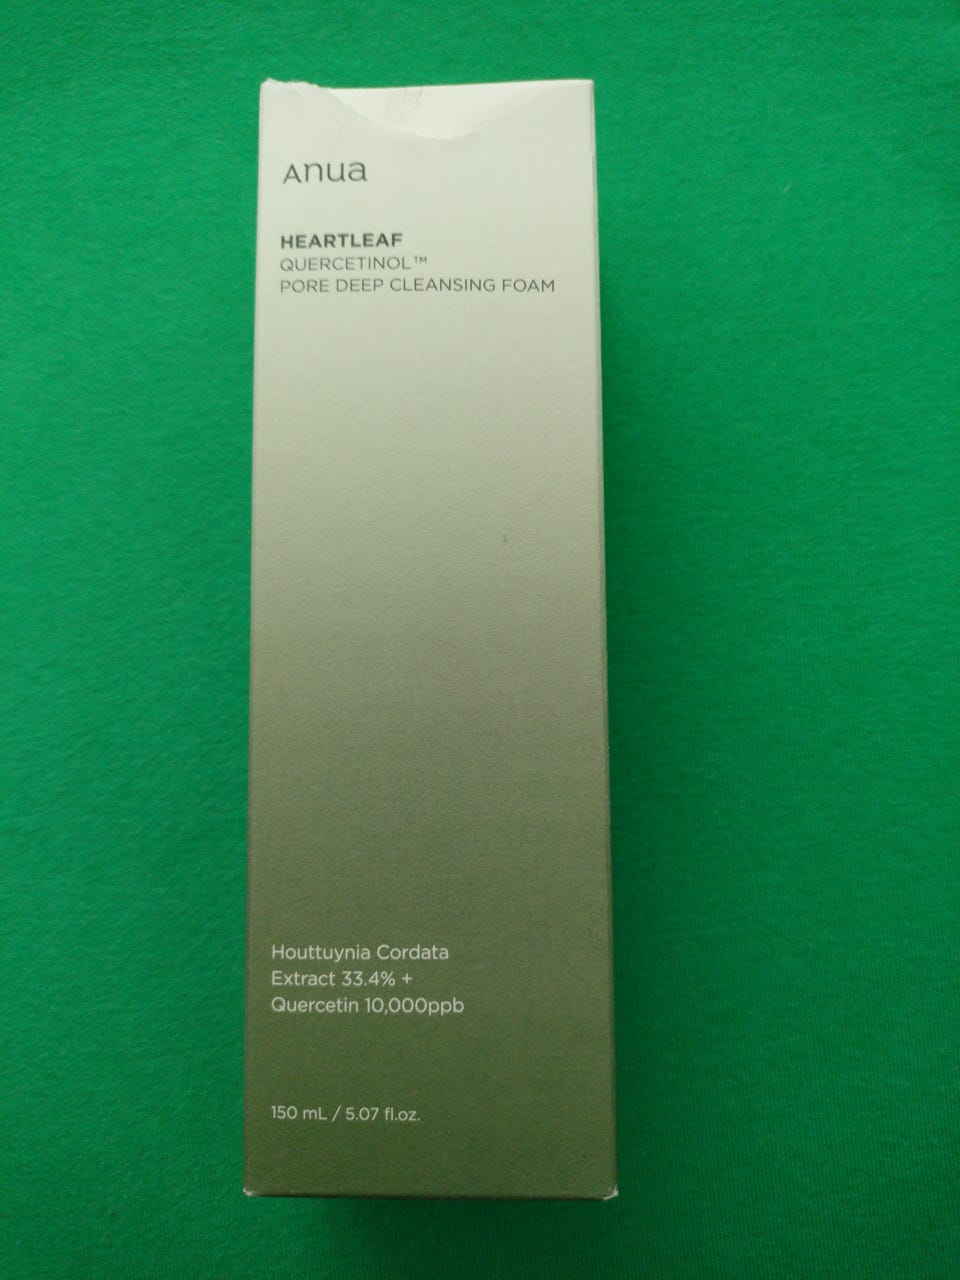 Anua
HEARTLEAF
QUERCETINOL™
PORE DEEP CLEANSING FOAM
Houttuynia Cordata
Extract 33.4% +
Quercetin 10,000ppb
150 mL / 5.07 fl.oz.